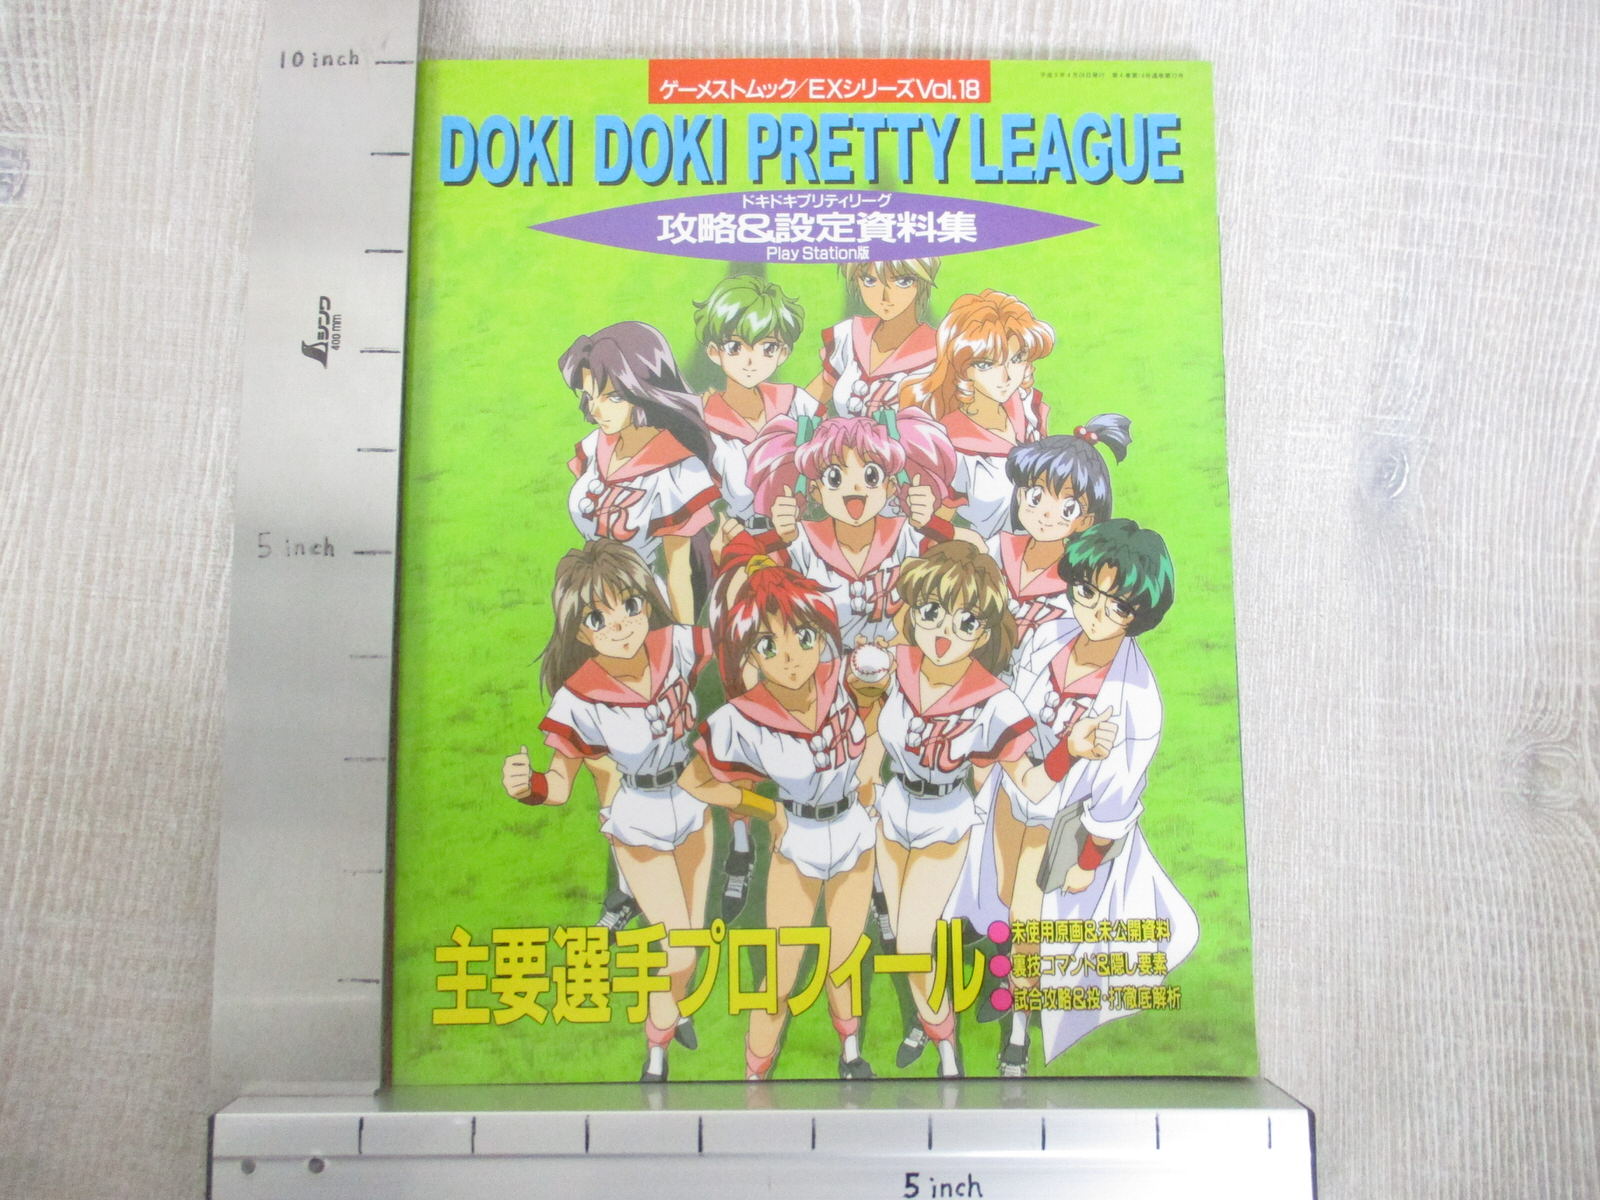 10 inch
ゲーメストムック/EXシリーズVol.18
DOKI DOKI PRETTY LEAGUE
ドキドキプリティリーグ
攻略&設定資料集
Play Station版
シンワ
400 mm
5 inch
主要選手プロフィール
未使用原画&未公開資料
裏技コマンド&隠し要素
試合攻略&投・打徹底解析
5 inch